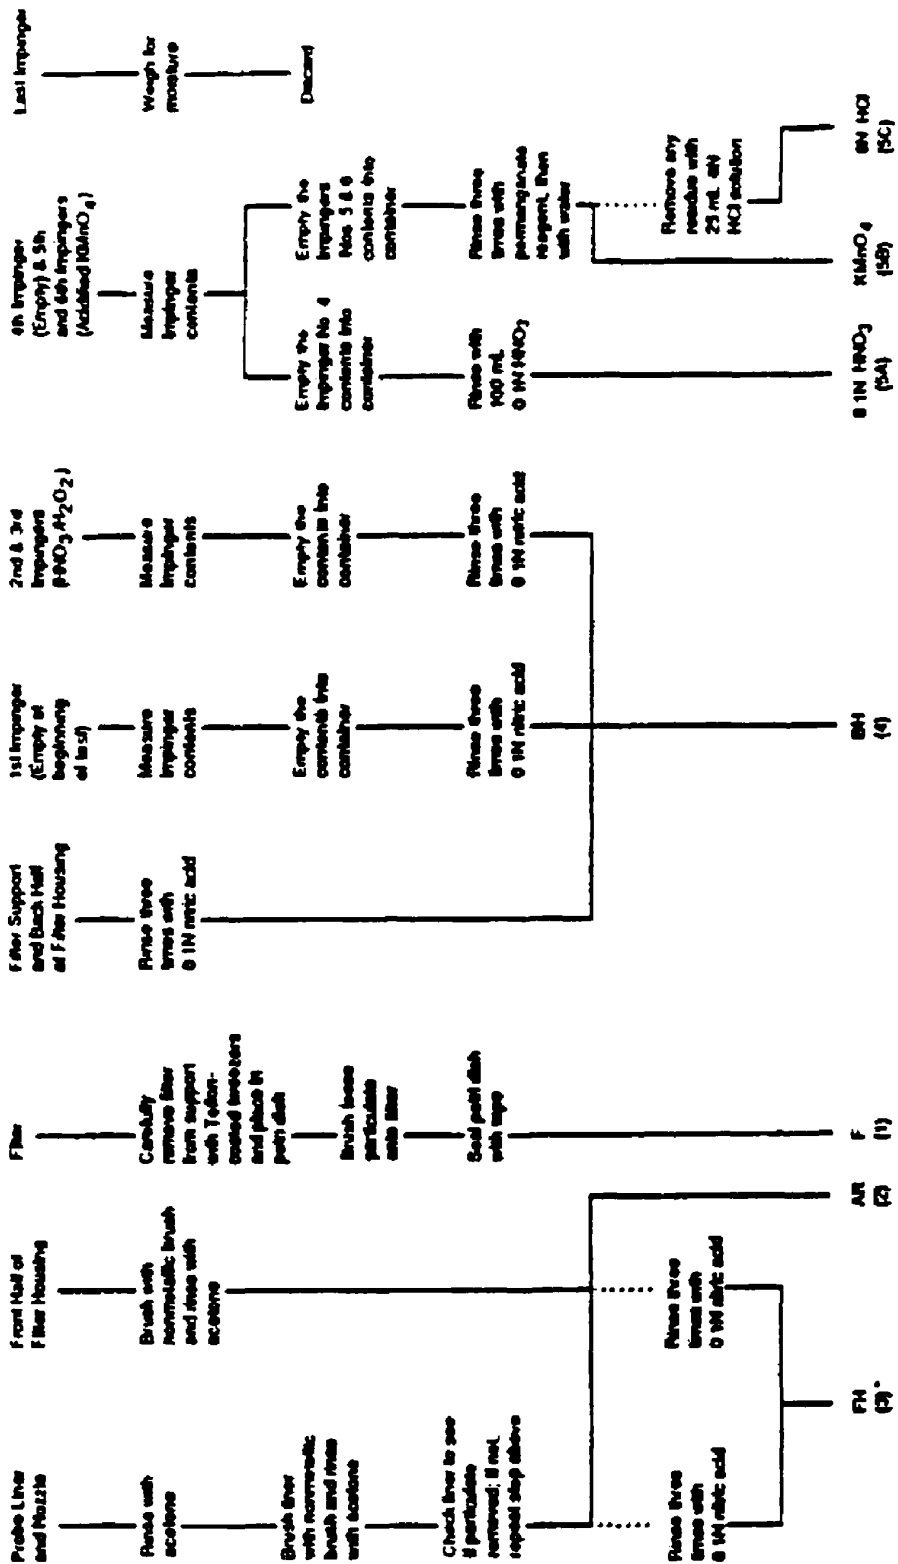 Probe Liner
and Nozzle
Rinse with
acetone
Brush liner
with nonmetallic
brush and rinse
with acetone
Check liner to see
if particulate
removed; if not,
repeat step above
Rinse three
times with
0 1N nitric acid
FH
(3)*
Front Half of
Filter Housing
Brush with
nonmetallic brush
and rinse with
acetone
Rinse three
times with
0 1N nitric acid
AR
(2)
Filter
Carefully
remove filter
from support
with Teflon-
coated tweezers
and place in
petri dish
Brush loose
particulate
onto filter
Seal petri dish
with tape
F
(1)
Filter Support
and Back Half
of Filter Housing
Rinse three
times with
0 1N nitric acid
1st Impinger
(Empty at
beginning
of test)
Measure
impinger
contents
Empty the
contents into
container
Rinse three
times with
0 1N nitric acid
BH
(4)
2nd & 3rd
Impingers
(HNO3/H2O2)
Measure
impinger
contents
Empty the
contents into
container
Rinse three
times with
0 1N nitric acid
4th Impinger
(Empty) & 5th
and 6th Impingers
(Acidified KMnO4)
Measure
impinger
contents
Empty the
Impinger No 4
contents into
container
Rinse with
100 mL
0 1N HNO3
0 1N HNO3
(5A)
Empty the
Impingers
Nos 5 & 6
contents into
container
Rinse three
times with
permanganate
reagent, then
with water
KMnO4
(5B)
Remove any
residue with
25 mL 8N
HCl solution
8N HCl
(5C)
Last Impinger
Weigh for
moisture
Discard